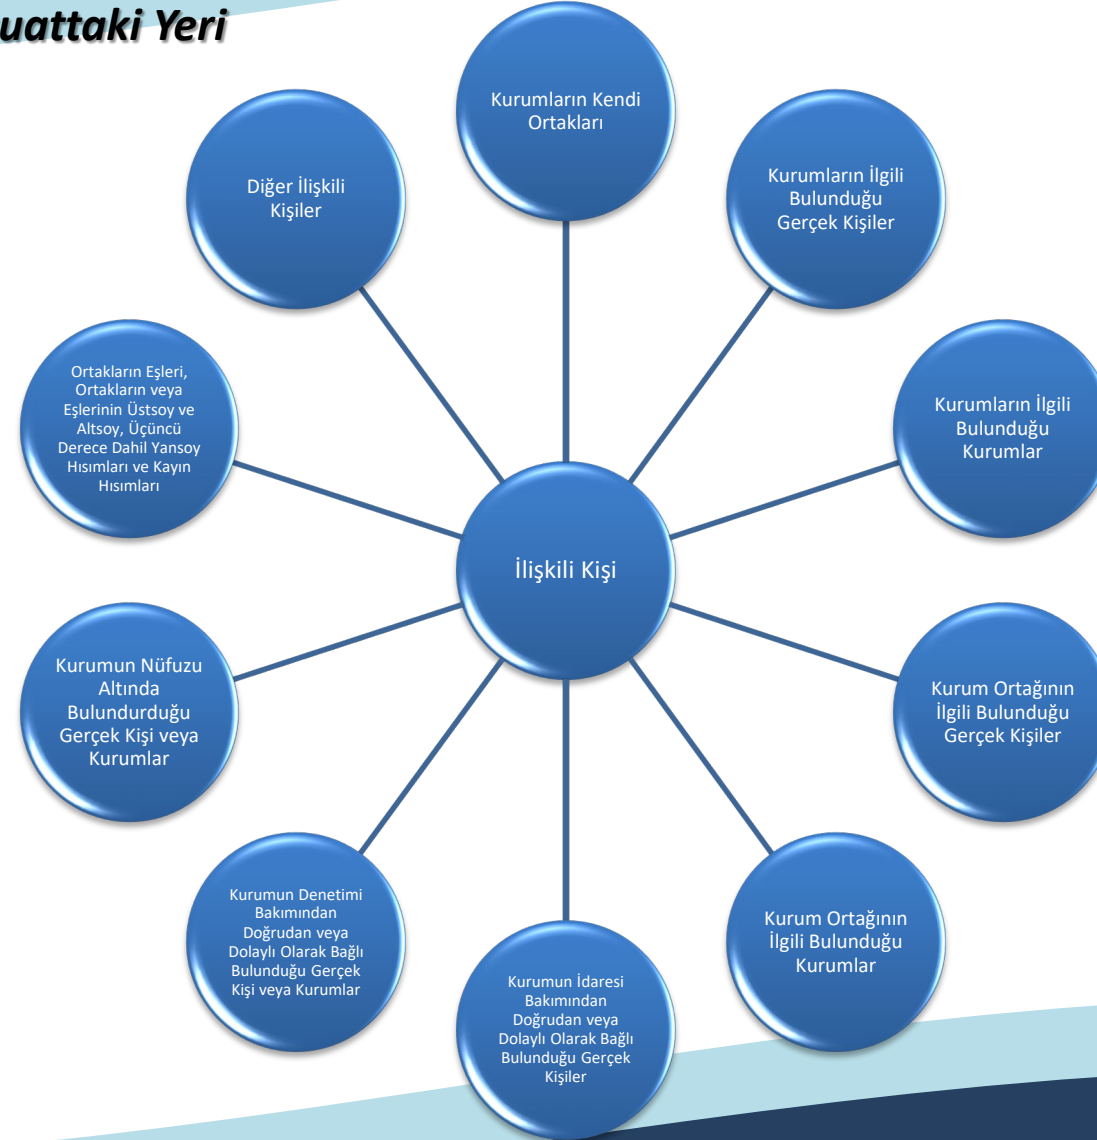 uattaki Yeri
Kurumların Kendi
Ortakları
Kurumların İlgili
Bulunduğu
Gerçek Kişiler
Kurumların İlgili
Bulunduğu
Kurumlar
Kurum Ortağının
İlgili Bulunduğu
Gerçek Kişiler
Kurum Ortağının
İlgili Bulunduğu
Kurumlar
Kurumun İdaresi
Bakımından
Doğrudan veya
Dolaylı Olarak Bağlı
Bulunduğu Gerçek
Kişiler
Kurumun Denetimi
Bakımından
Doğrudan veya
Dolaylı Olarak Bağlı
Bulunduğu Gerçek
Kişi veya Kurumlar
Kurumun Nüfuzu
Altında
Bulundurduğu
Gerçek Kişi veya
Kurumlar
Ortakların Eşleri,
Ortakların veya
Eşlerinin Üstsoy ve
Altsoy, Üçüncü
Derece Dahil Yansoy
Hısımları ve Kayın
Hısımları
Diğer İlişkili
Kişiler
İlişkili Kişi